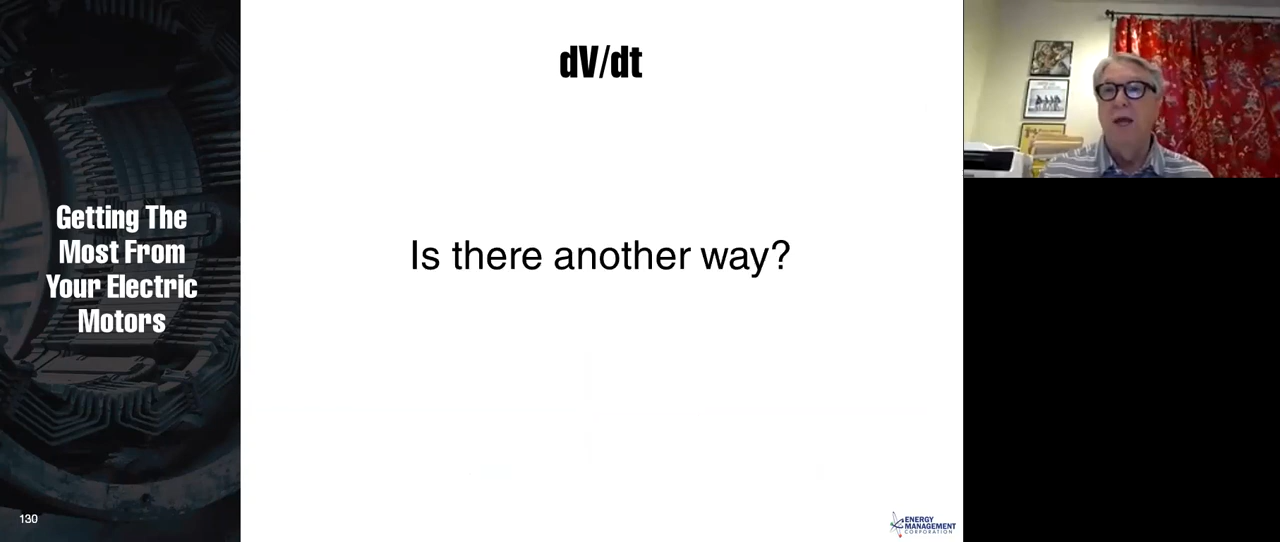 dV/dt
Getting The
Most From
Your Electric
Motors
Is there another way?
130
ENERGY
MANAGEMENT
CORPORATION